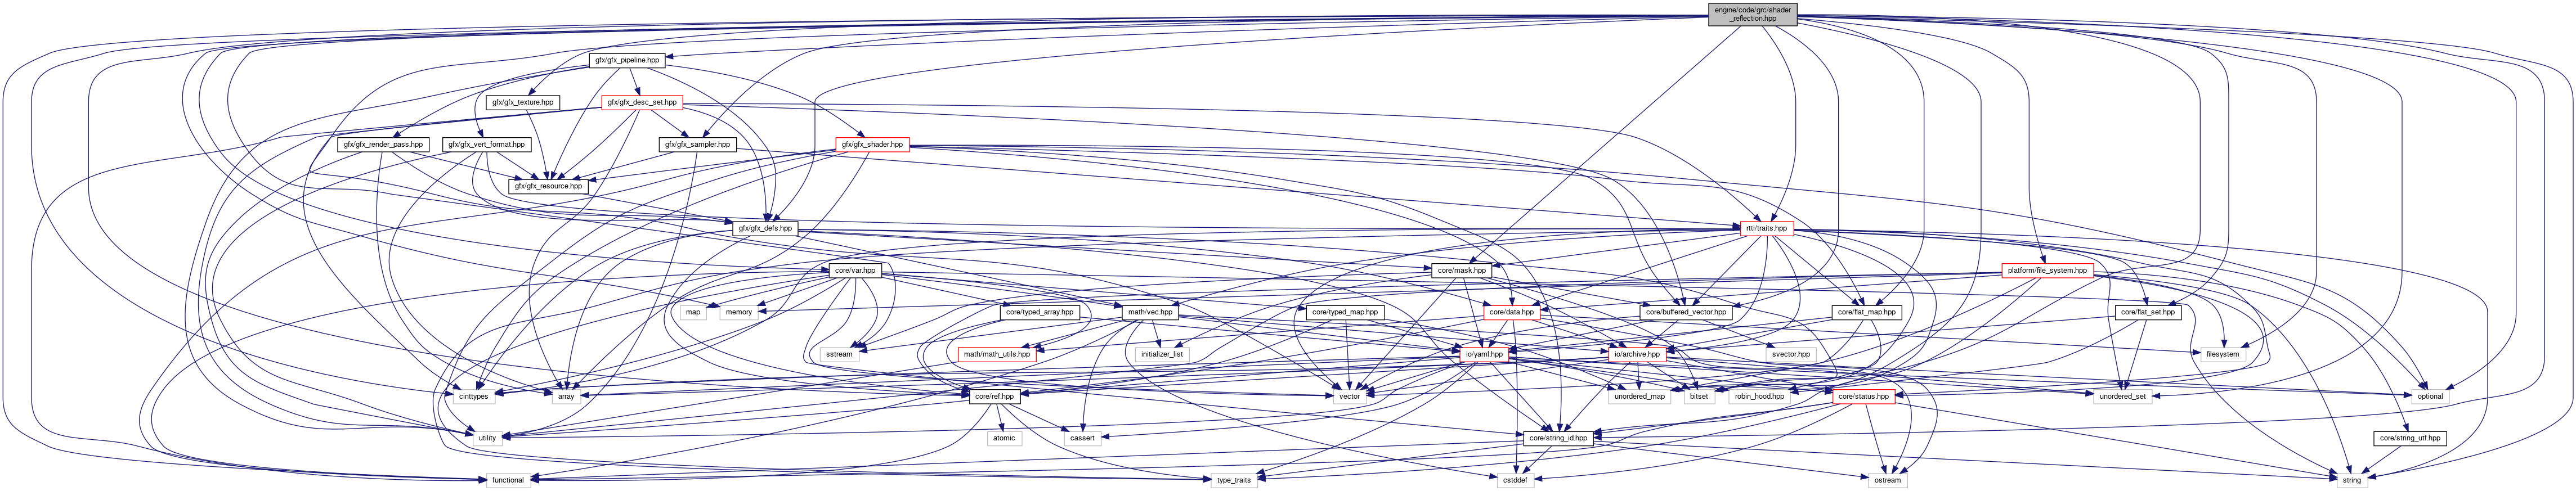 engine/code/grc/shader
_reflection.hpp
gfx/gfx_pipeline.hpp
gfx/gfx_texture.hpp
gfx/gfx_desc_set.hpp
gfx/gfx_render_pass.hpp
gfx/gfx_vert_format.hpp
gfx/gfx_sampler.hpp
gfx/gfx_shader.hpp
gfx/gfx_resource.hpp
gfx/gfx_defs.hpp
rtti/traits.hpp
core/var.hpp
core/mask.hpp
platform/file_system.hpp
map
memory
core/typed_array.hpp
math/vec.hpp
core/typed_map.hpp
core/data.hpp
core/buffered_vector.hpp
core/flat_map.hpp
core/flat_set.hpp
sstream
math/math_utils.hpp
initializer_list
io/yaml.hpp
io/archive.hpp
svector.hpp
filesystem
cinttypes
array
core/ref.hpp
vector
unordered_map
bitset
robin_hood.hpp
core/status.hpp
unordered_set
optional
utility
atomic
cassert
core/string_id.hpp
core/string_utf.hpp
functional
type_traits
cstddef
ostream
string